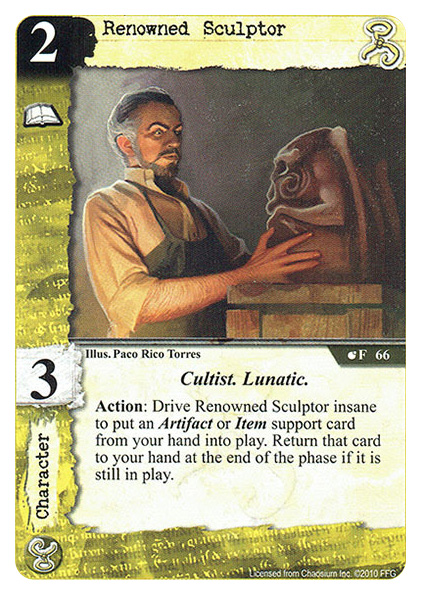 2
Renowned Sculptor
Illus. Paco Rico Torres
F 66
3
Cultist. Lunatic.
Action: Drive Renowned Sculptor insane
to put an Artifact or Item support card
from your hand into play. Return that card
to your hand at the end of the phase if it is
still in play.
Character
Licensed from Chaosium Inc. ©2010 FFG